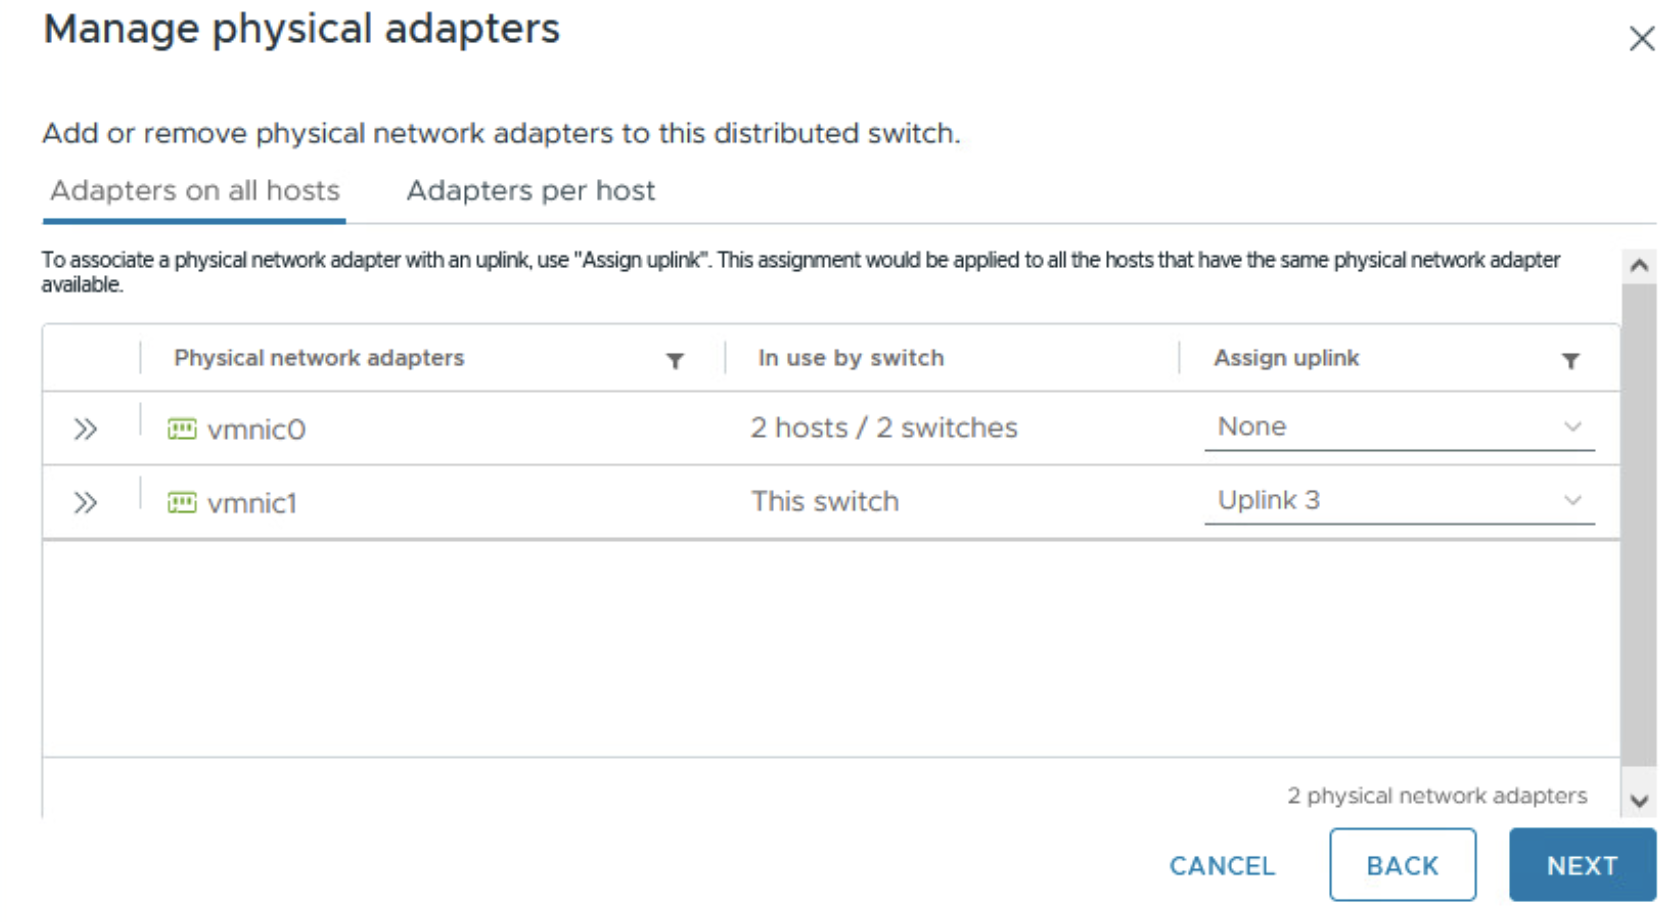 Manage physical adapters
Add or remove physical network adapters to this distributed switch.
Adapters on all hosts Adapters per host
To associate a physical network adapter with an uplink, use "Assign uplink". This assignment would be applied to all the hosts that have the same physical network adapter
available.
Physical network adapters In use by switch Assign uplink
vmnic0 2 hosts / 2 switches None
vmnic1 This switch Uplink 3
2 physical network adapters
CANCEL BACK NEXT